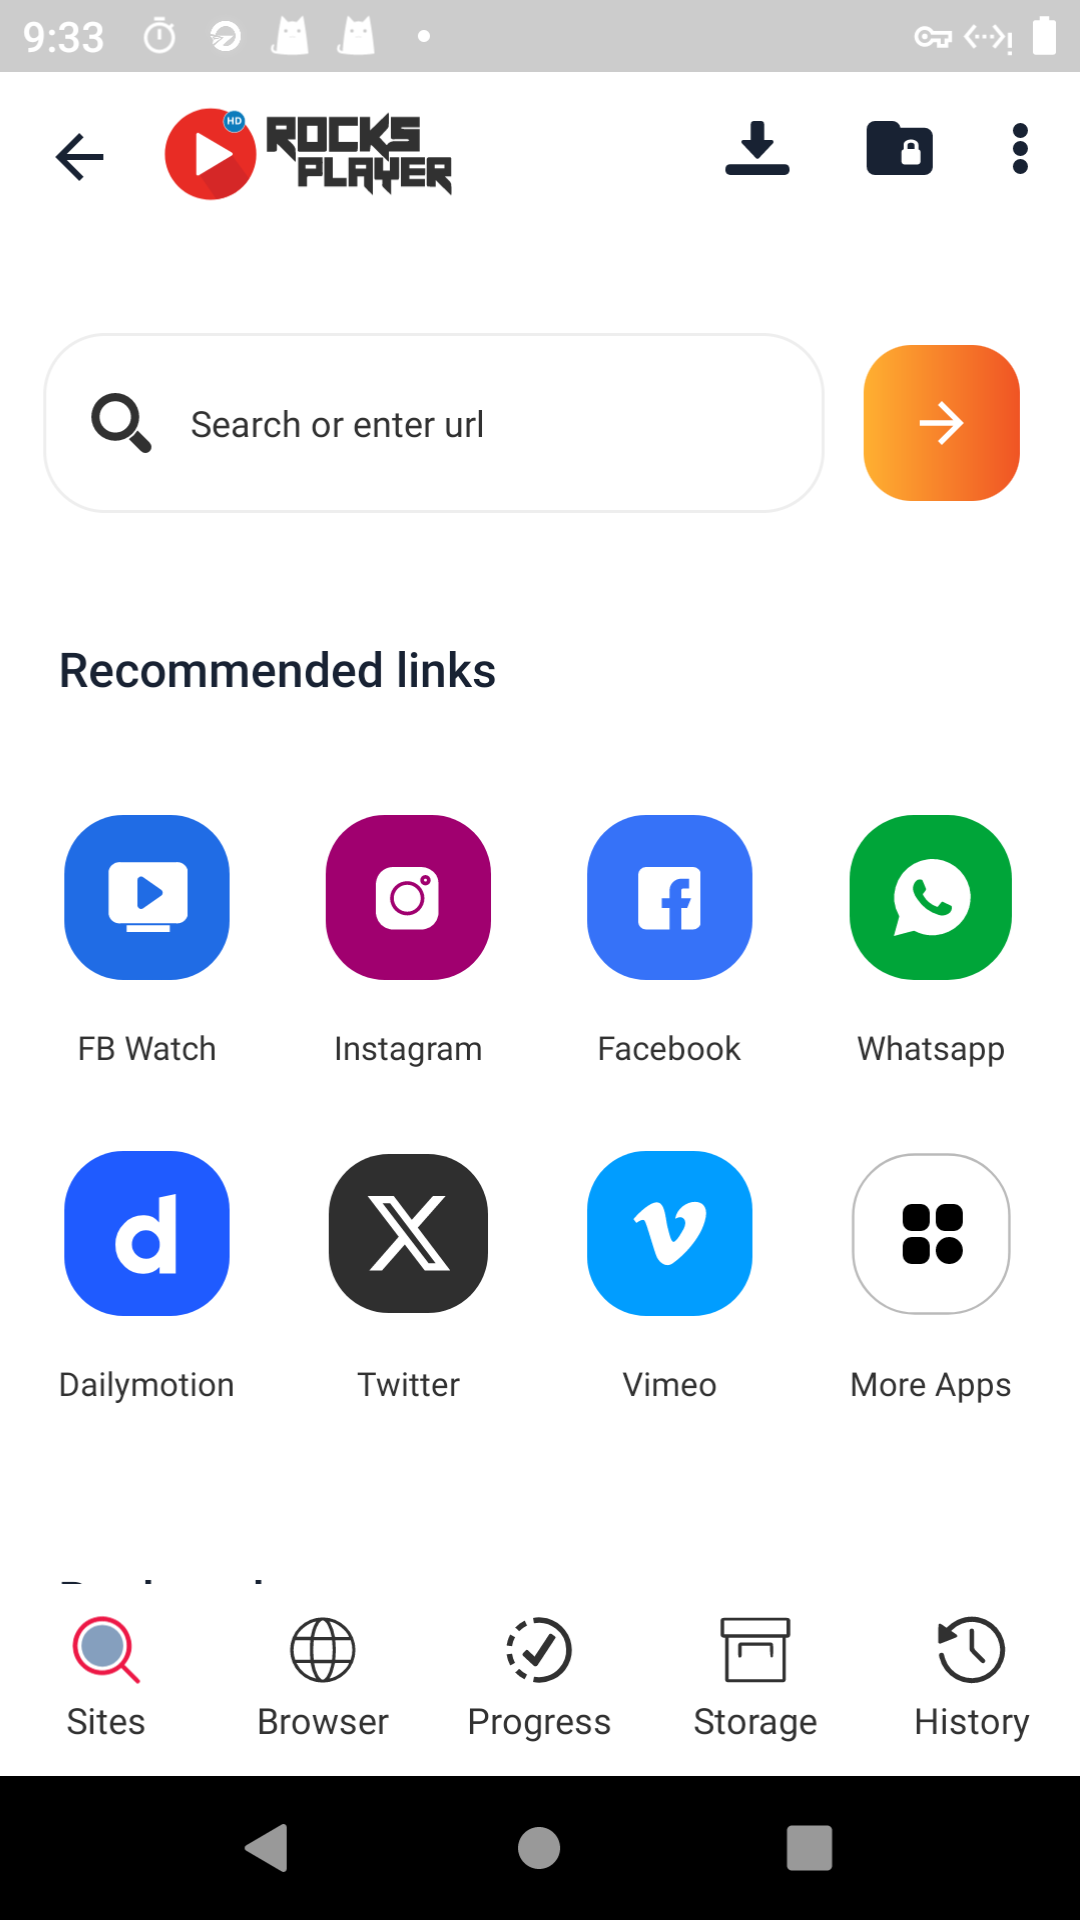 9:33
HD
ROCKS
PLAYER
Search or enter url
Recommended links
FB Watch
Instagram
Facebook
Whatsapp
Dailymotion
Twitter
Vimeo
More Apps
Sites
Browser
Progress
Storage
History